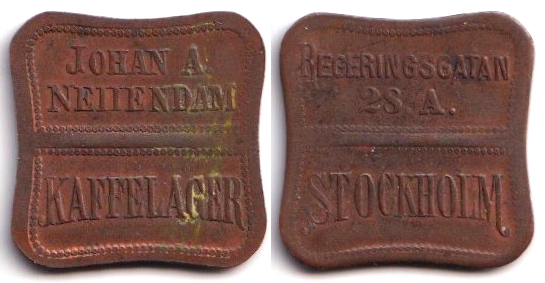 JOHAN A.
NEIIENDAM
KAFFELAGER
REGERINGSGATAN
28 A.
STOCKHOLM